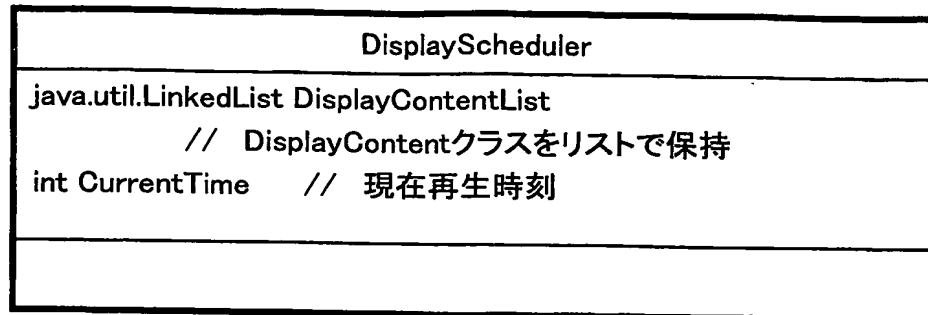 DisplayScheduler
java.util.LinkedList DisplayContentList
// DisplayContentクラスをリストで保持
int CurrentTime // 現在再生時刻